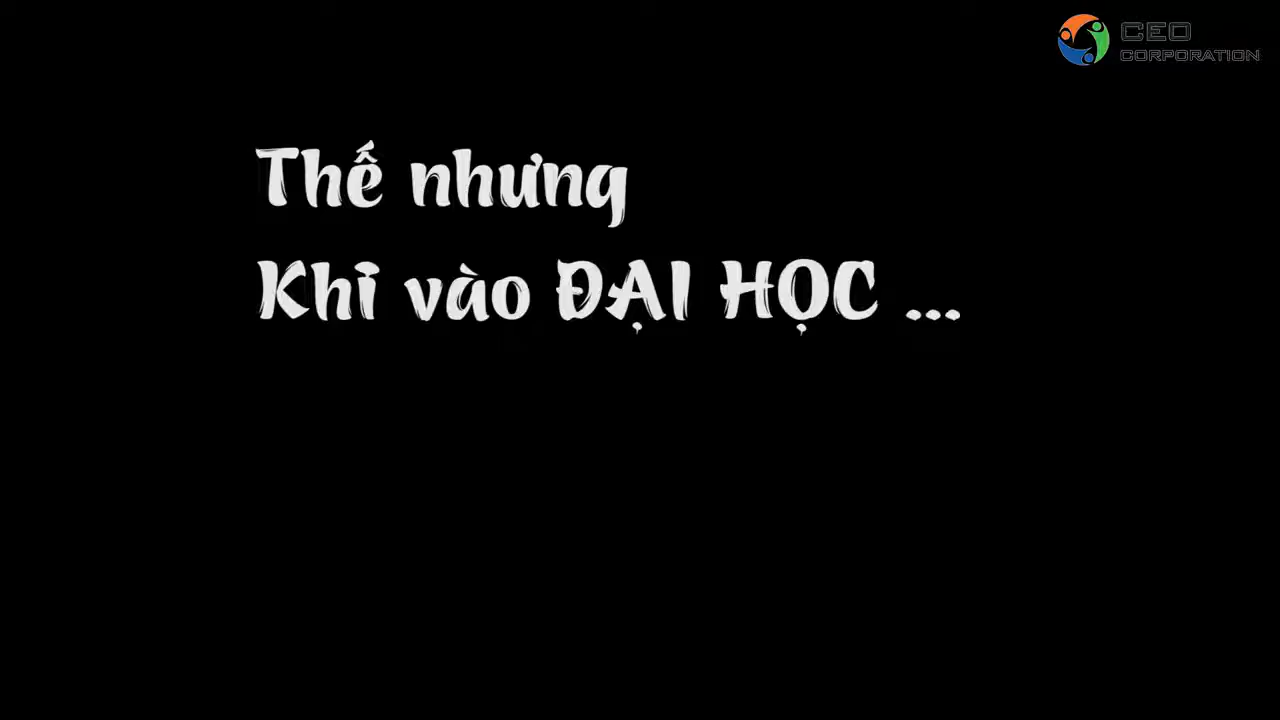 CEO
CORPORATION
Thế nhưng
Khi vào ĐẠI HỌC ...